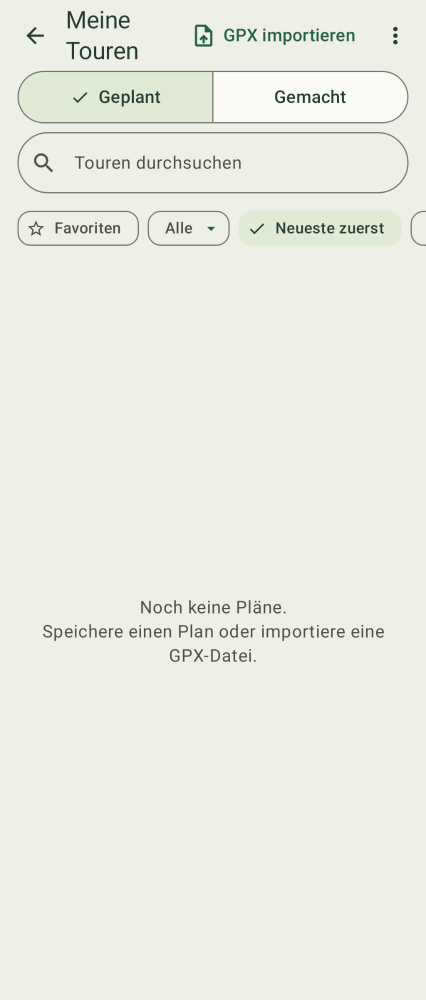 Meine
Touren
GPX importieren
Geplant
Gemacht
Touren durchsuchen
Favoriten
Alle
Neueste zuerst
Noch keine Pläne.
Speichere einen Plan oder importiere eine
GPX-Datei.